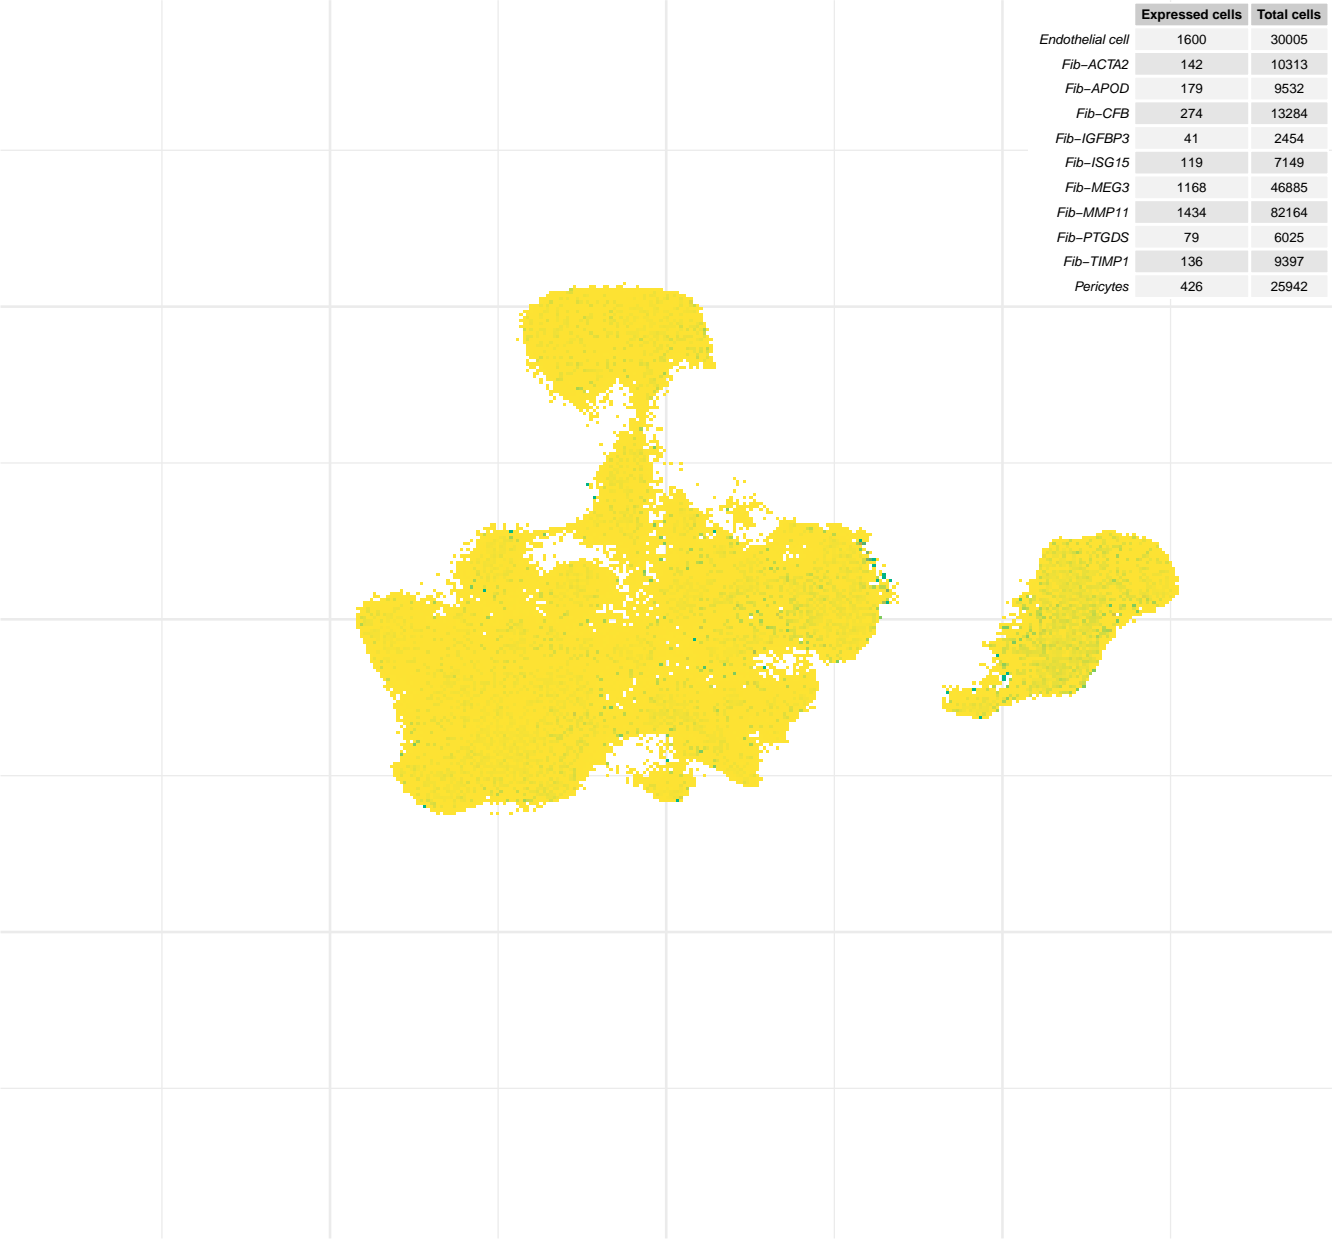 Expressed cells Total cells
Endothelial cell 1600 30005
Fib−ACTA2 142 10313
Fib−APOD 179 9532
Fib−CFB 274 13284
Fib−IGFBP3 41 2454
Fib−ISG15 119 7149
Fib−MEG3 1168 46885
Fib−MMP11 1434 82164
Fib−PTGDS 79 6025
Fib−TIMP1 136 9397
Pericytes 426 25942